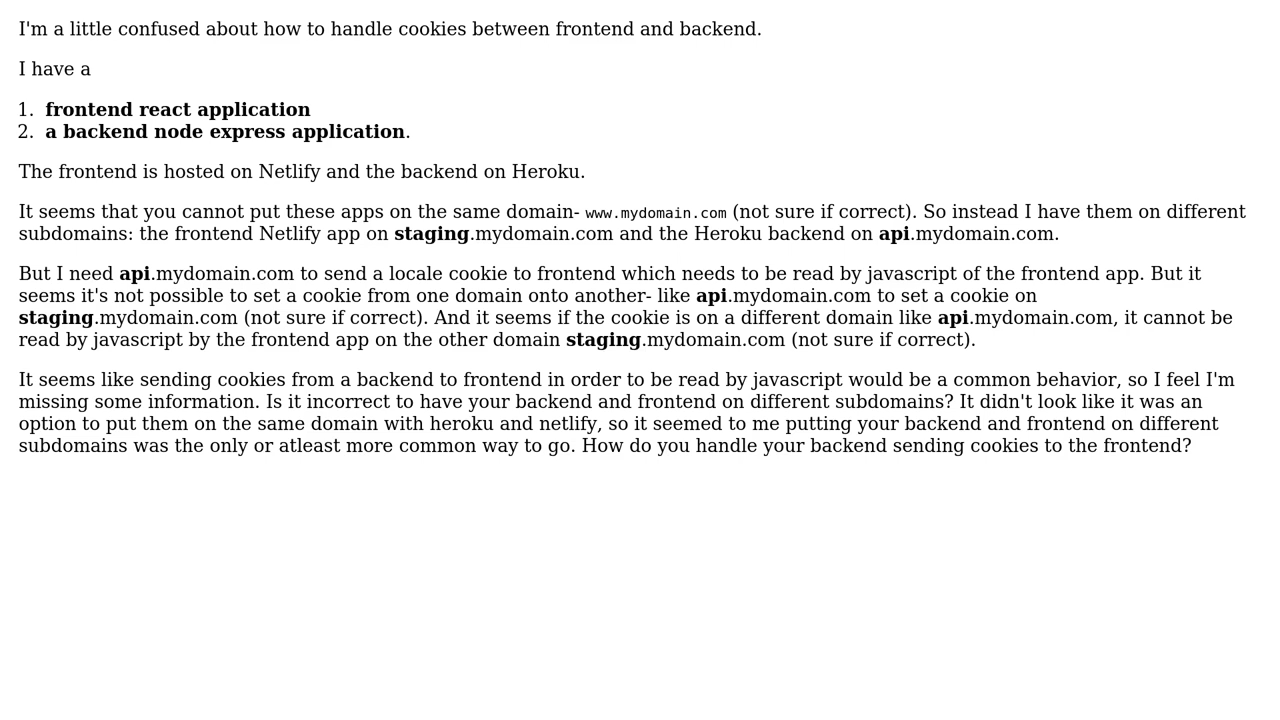 I'm a little confused about how to handle cookies between frontend and backend.
I have a
1. frontend react application
2. a backend node express application.
The frontend is hosted on Netlify and the backend on Heroku.
It seems that you cannot put these apps on the same domain- www.mydomain.com (not sure if correct). So instead I have them on different
subdomains: the frontend Netlify app on staging.mydomain.com and the Heroku backend on api.mydomain.com.
But I need api.mydomain.com to send a locale cookie to frontend which needs to be read by javascript of the frontend app. But it
seems it's not possible to set a cookie from one domain onto another- like api.mydomain.com to set a cookie on
staging.mydomain.com (not sure if correct). And it seems if the cookie is on a different domain like api.mydomain.com, it cannot be
read by javascript by the frontend app on the other domain staging.mydomain.com (not sure if correct).
It seems like sending cookies from a backend to frontend in order to be read by javascript would be a common behavior, so I feel I'm
missing some information. Is it incorrect to have your backend and frontend on different subdomains? It didn't look like it was an
option to put them on the same domain with heroku and netlify, so it seemed to me putting your backend and frontend on different
subdomains was the only or atleast more common way to go. How do you handle your backend sending cookies to the frontend?